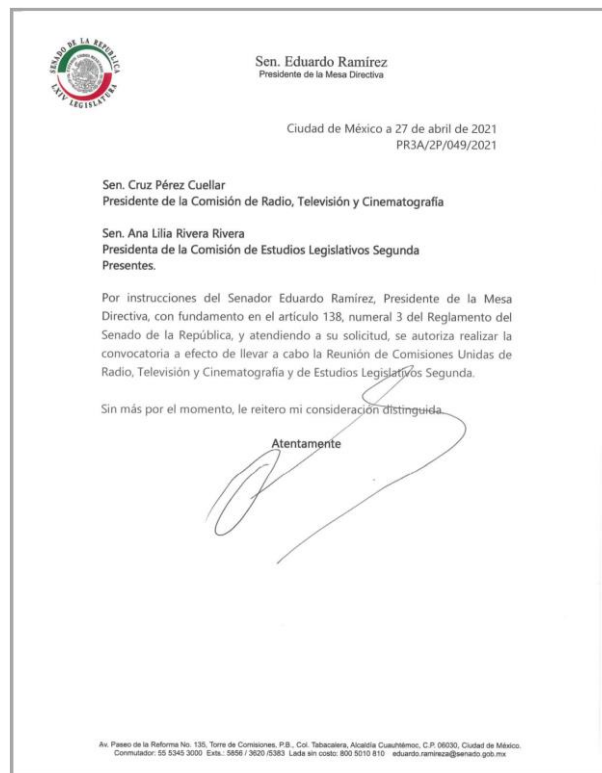 SENADO DE LA REPUBLICA
LXIV LEGISLATURA
Sen. Eduardo Ramírez
Presidente de la Mesa Directiva
Ciudad de México a 27 de abril de 2021
PR3A/2P/049/2021
Sen. Cruz Pérez Cuellar
Presidente de la Comisión de Radio, Televisión y Cinematografía
Sen. Ana Lilia Rivera Rivera
Presidenta de la Comisión de Estudios Legislativos Segunda
Presentes.
Por instrucciones del Senador Eduardo Ramírez, Presidente de la Mesa
Directiva, con fundamento en el artículo 138, numeral 3 del Reglamento del
Senado de la República, y atendiendo a su solicitud, se autoriza realizar la
convocatoria a efecto de llevar a cabo la Reunión de Comisiones Unidas de
Radio, Televisión y Cinematografía y de Estudios Legislativos Segunda.
Sin más por el momento, le reitero mi consideración distinguida.
Atentamente
Av. Paseo de la Reforma No. 135, Torre de Comisiones, P.B., Col. Tabacalera, Alcaldía Cuauhtémoc, C.P. 06030, Ciudad de México.
Conmutador: 55 5345 3000 Exts.: 5856 / 3620 /5383 Lada sin costo: 800 5010 810 eduardo.ramireza@senado.gob.mx